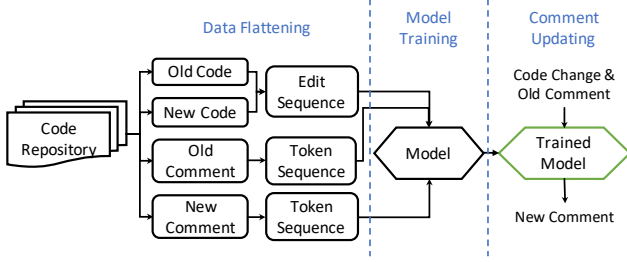 Data Flattening
Model
Training
Comment
Updating
Code
Repository
Old Code
New Code
Edit
Sequence
Old
Comment
Token
Sequence
New
Comment
Token
Sequence
Model
Code Change &
Old Comment
Trained
Model
New Comment